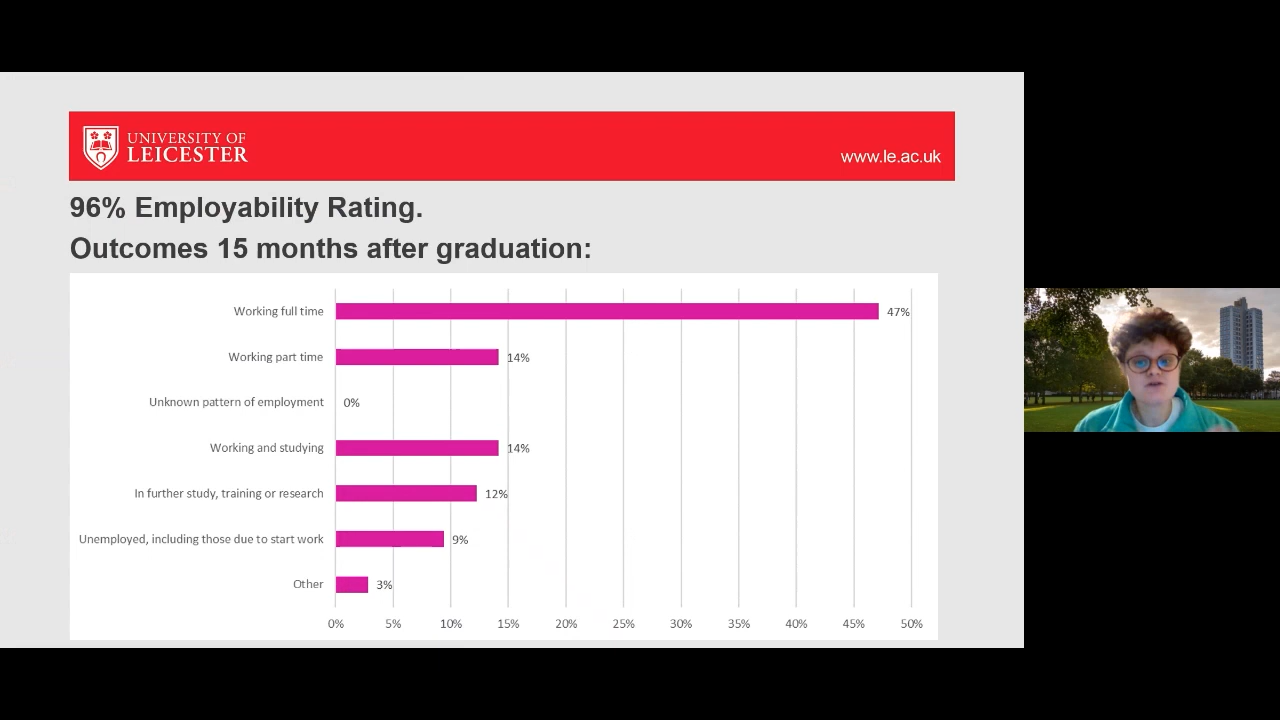 UNIVERSITY OF
LEICESTER
www.le.ac.uk
96% Employability Rating.
Outcomes 15 months after graduation:
Working full time 47%
Working part time 14%
Unknown pattern of employment 0%
Working and studying 14%
In further study, training or research 12%
Unemployed, including those due to start work 9%
Other 3%
0% 5% 10% 15% 20% 25% 30% 35% 40% 45% 50%